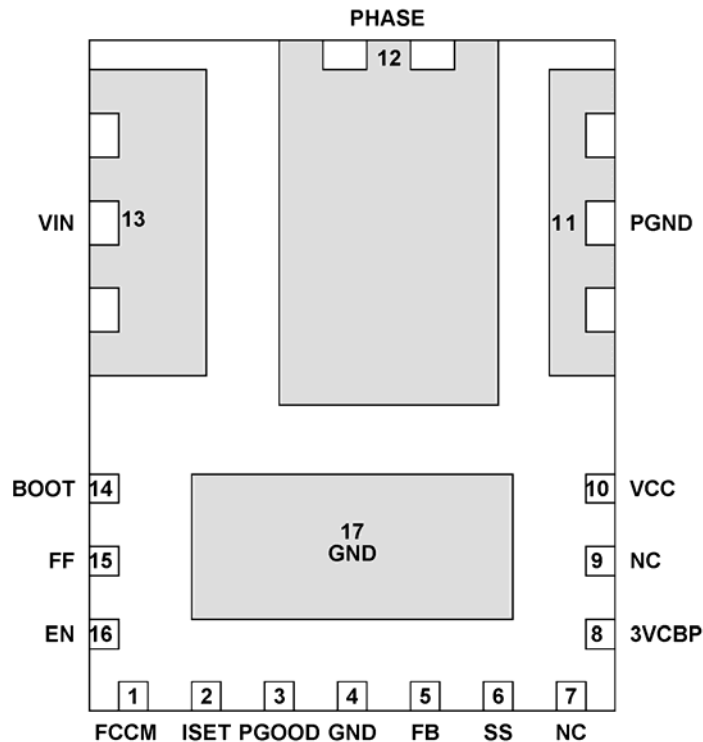 PHASE
12
VIN
13
11
PGND
BOOT
14
10
VCC
17
GND
FF
15
9
NC
EN
16
8
3VCBP
1
2
3
4
5
6
7
FCCM ISET PGOOD GND FB SS NC